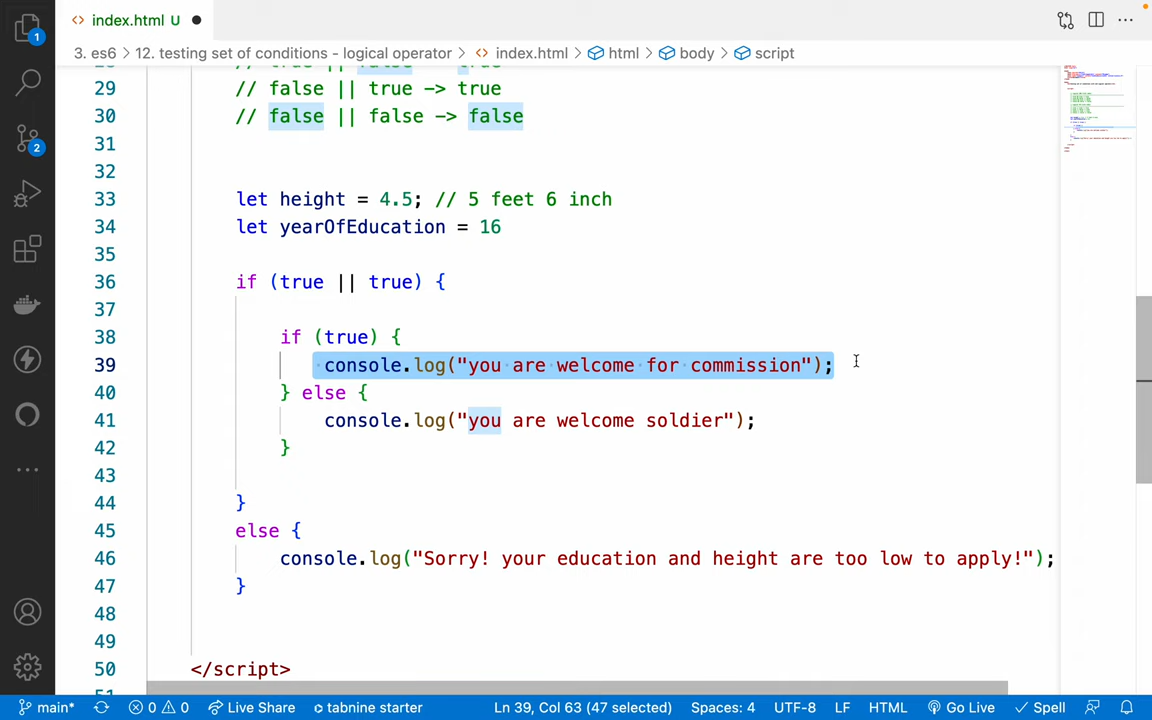 index.html U
1
3. es6 > 12. testing set of conditions - logical operator > index.html > html > body > script
29 // false || true -> true
30 // false || false -> false
31
32
33 let height = 4.5; // 5 feet 6 inch
34 let yearOfEducation = 16
35
36 if (true || true) {
37
38 if (true) {
39 console.log("you are welcome for commission");
40 } else {
41 console.log("you are welcome soldier");
42 }
43
44 }
45 else {
46 console.log("Sorry! your education and height are too low to apply!");
47 }
48
49
50 </script>
2
main* 0 0 Live Share tabnine starter Ln 39, Col 63 (47 selected) Spaces: 4 UTF-8 LF HTML Go Live Spell